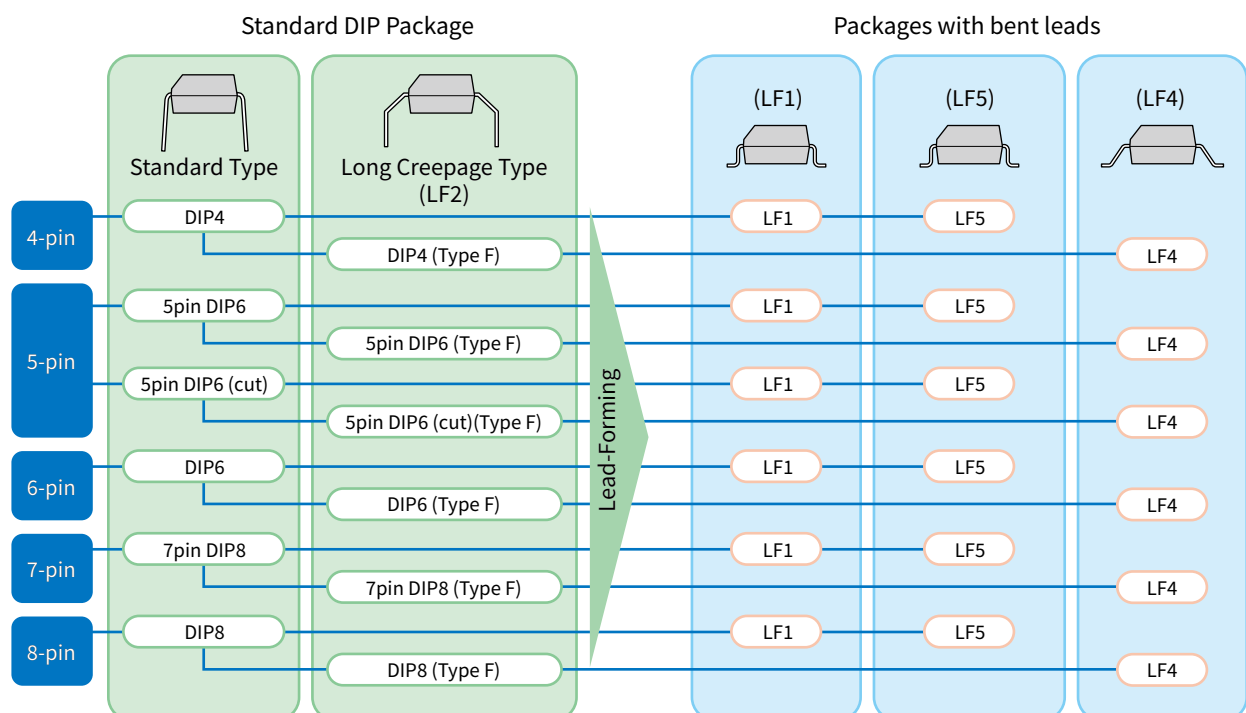 Standard DIP Package
Packages with bent leads
Standard Type
Long Creepage Type
(LF2)
(LF1)
(LF5)
(LF4)
4-pin
DIP4
LF1
LF5
DIP4 (Type F)
LF4
5-pin
5pin DIP6
LF1
LF5
5pin DIP6 (Type F)
LF4
5pin DIP6 (cut)
LF1
LF5
5pin DIP6 (cut)(Type F)
LF4
Lead-Forming
6-pin
DIP6
LF1
LF5
DIP6 (Type F)
LF4
7-pin
7pin DIP8
LF1
LF5
7pin DIP8 (Type F)
LF4
8-pin
DIP8
LF1
LF5
DIP8 (Type F)
LF4